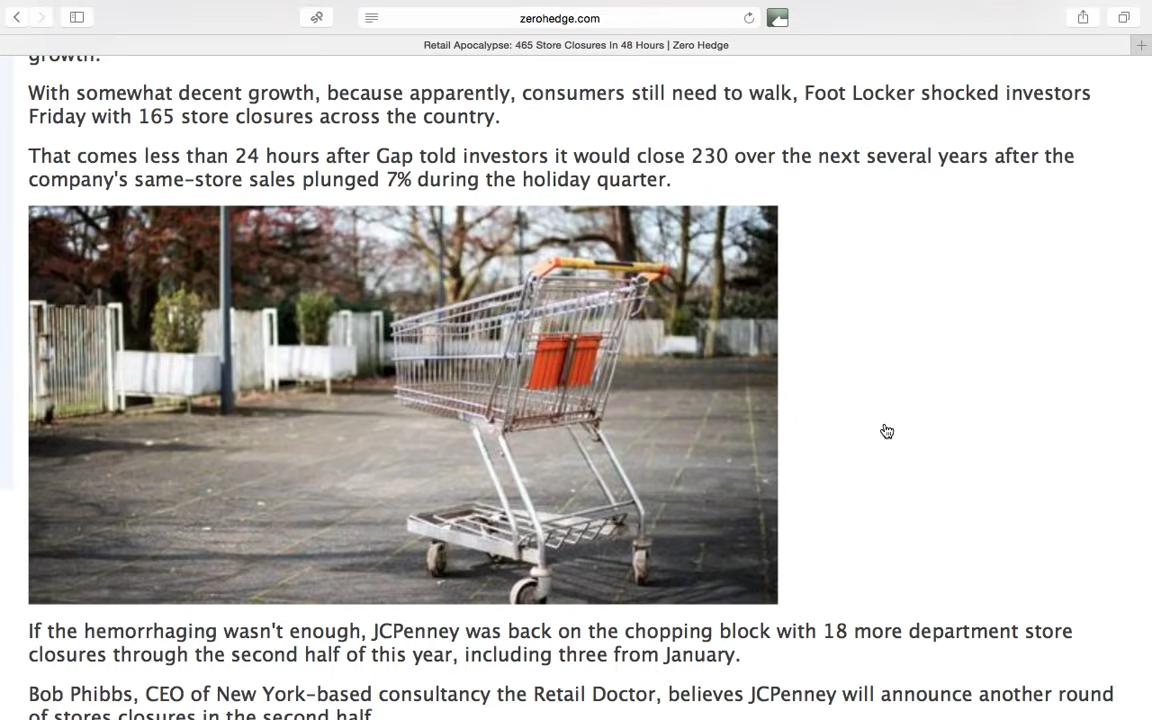 zerohedge.com
Retail Apocalypse: 465 Store Closures In 48 Hours | Zero Hedge
growth.
With somewhat decent growth, because apparently, consumers still need to walk, Foot Locker shocked investors
Friday with 165 store closures across the country.
That comes less than 24 hours after Gap told investors it would close 230 over the next several years after the
company's same-store sales plunged 7% during the holiday quarter.
If the hemorrhaging wasn't enough, JCPenney was back on the chopping block with 18 more department store
closures through the second half of this year, including three from January.
Bob Phibbs, CEO of New York-based consultancy the Retail Doctor, believes JCPenney will announce another round
of stores closures in the second half.